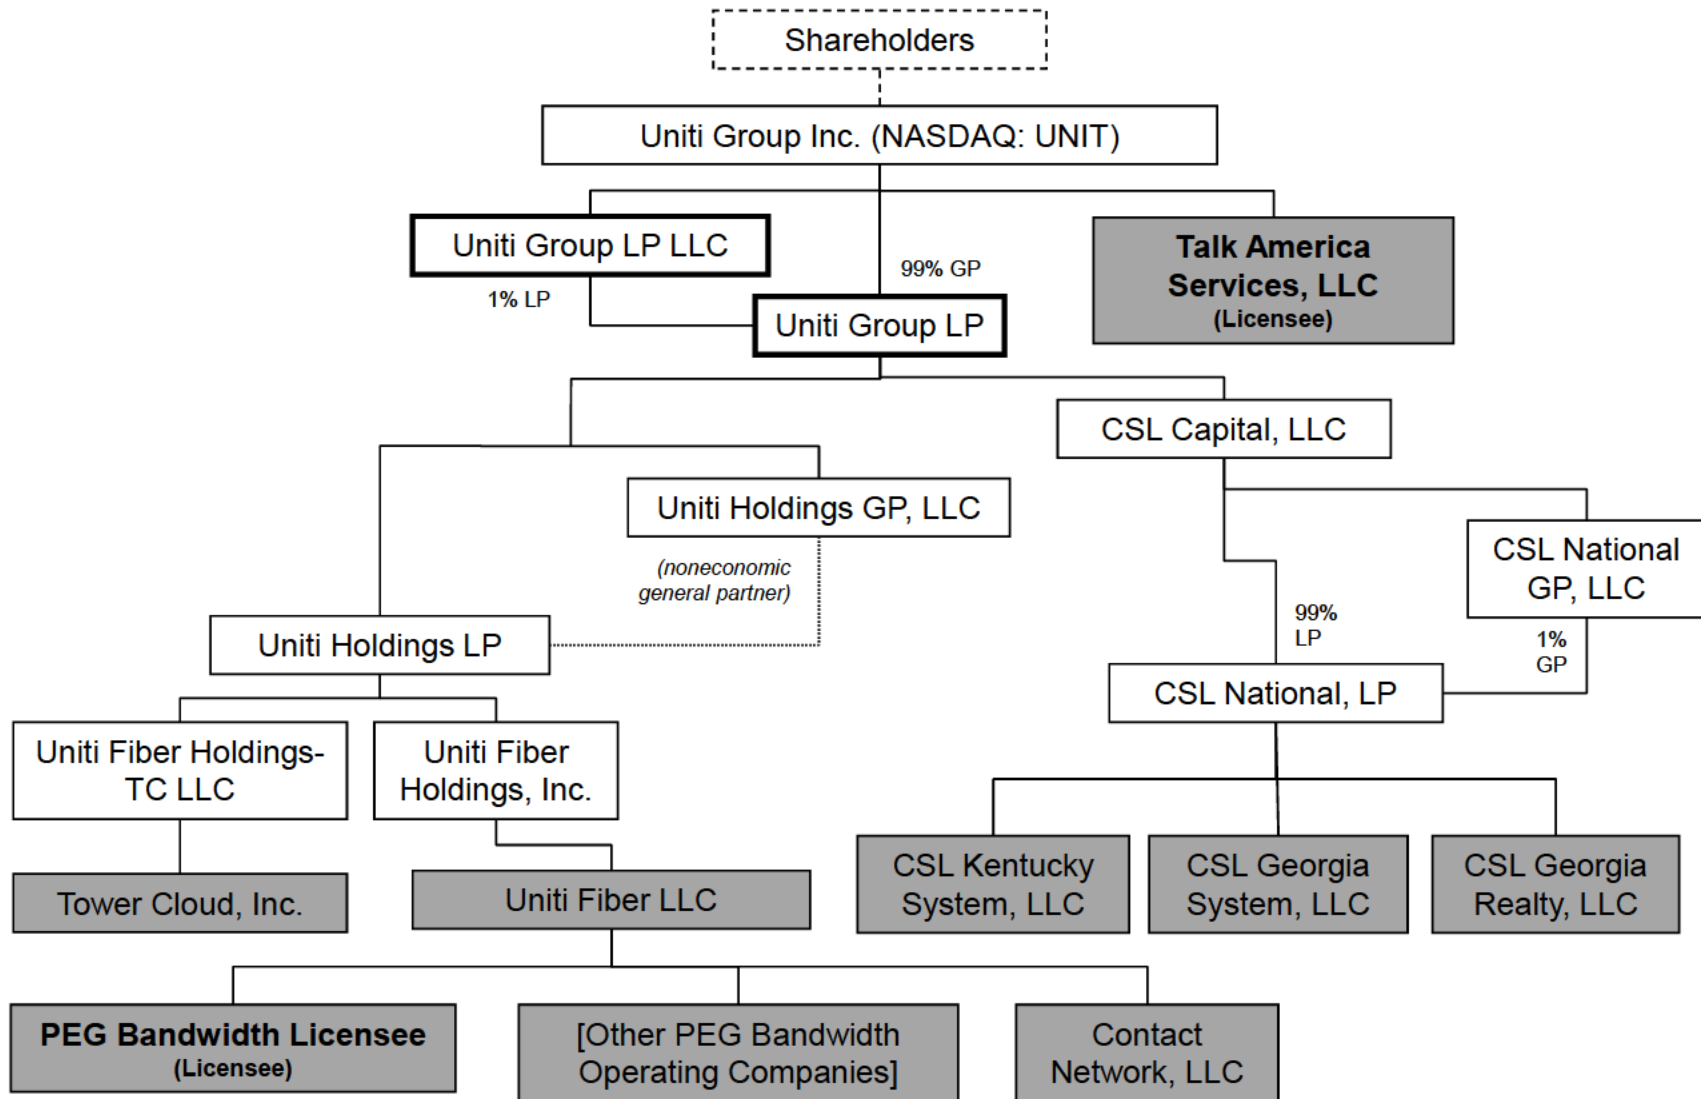 Shareholders
Uniti Group Inc. (NASDAQ: UNIT)
Uniti Group LP LLC
Talk America
Services, LLC
(Licensee)
99% GP
1% LP
Uniti Group LP
CSL Capital, LLC
Uniti Holdings GP, LLC
(noneconomic
general partner)
CSL National
GP, LLC
99%
LP
1%
GP
Uniti Holdings LP
CSL National, LP
Uniti Fiber Holdings-
TC LLC
Uniti Fiber
Holdings, Inc.
Tower Cloud, Inc.
Uniti Fiber LLC
CSL Kentucky
System, LLC
CSL Georgia
System, LLC
CSL Georgia
Realty, LLC
PEG Bandwidth Licensee
(Licensee)
[Other PEG Bandwidth
Operating Companies]
Contact
Network, LLC